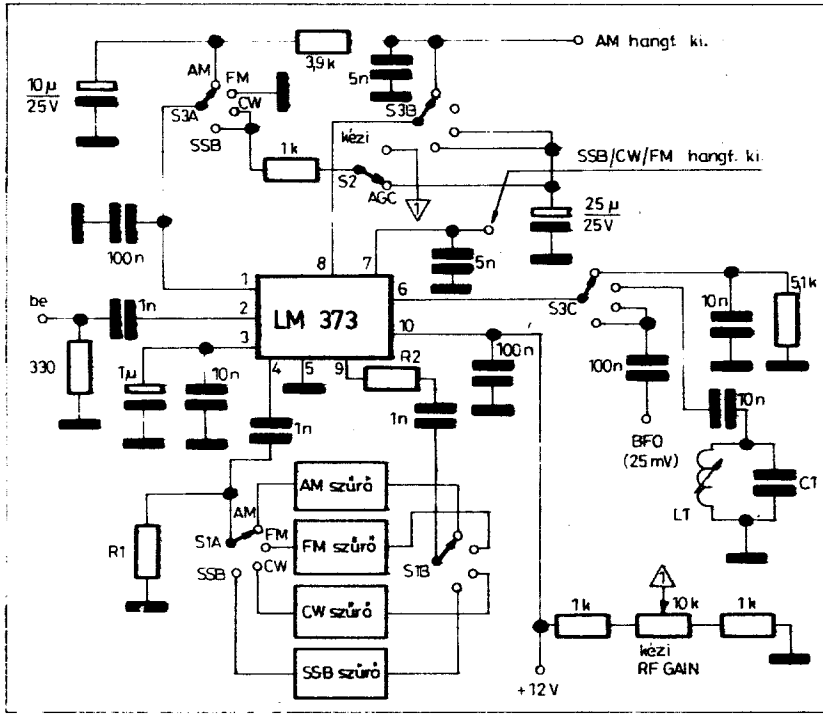 AM hangf. ki.
3,9k
5n
10µ
25V
AM
FM
CW
SSB
S3A
S3B
kézi
1k
S2
AGC
1
SSB/CW/FM hangf. ki.
25µ
25V
100n
8
7
5n
1
6
be
1n
2
LM 373
10
S3C
10n
5,1k
330
1µ
10n
3
4
5
9
R2
100n
100n
10n
1n
1n
BFO
(25mV)
LT
CT
AM szűrő
FM szűrő
CW szűrő
SSB szűrő
R1
S1A
AM
FM
CW
SSB
S1B
1
1k
10k
1k
kézi
RF GAIN
+12V